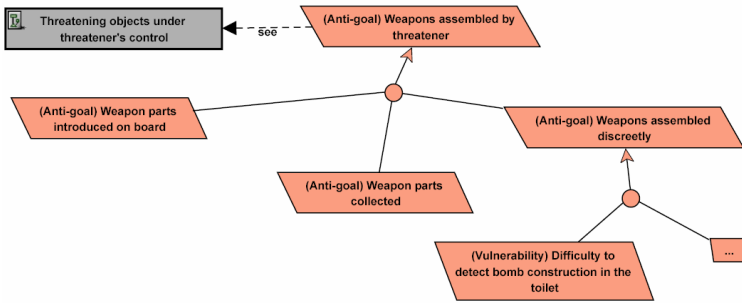 Threatening objects under
threatener's control
see
(Anti-goal) Weapons assembled by
threatener
(Anti-goal) Weapon parts
introduced on board
(Anti-goal) Weapons assembled
discreetly
(Anti-goal) Weapon parts
collected
(Vulnerability) Difficulty to
detect bomb construction in the
toilet
...